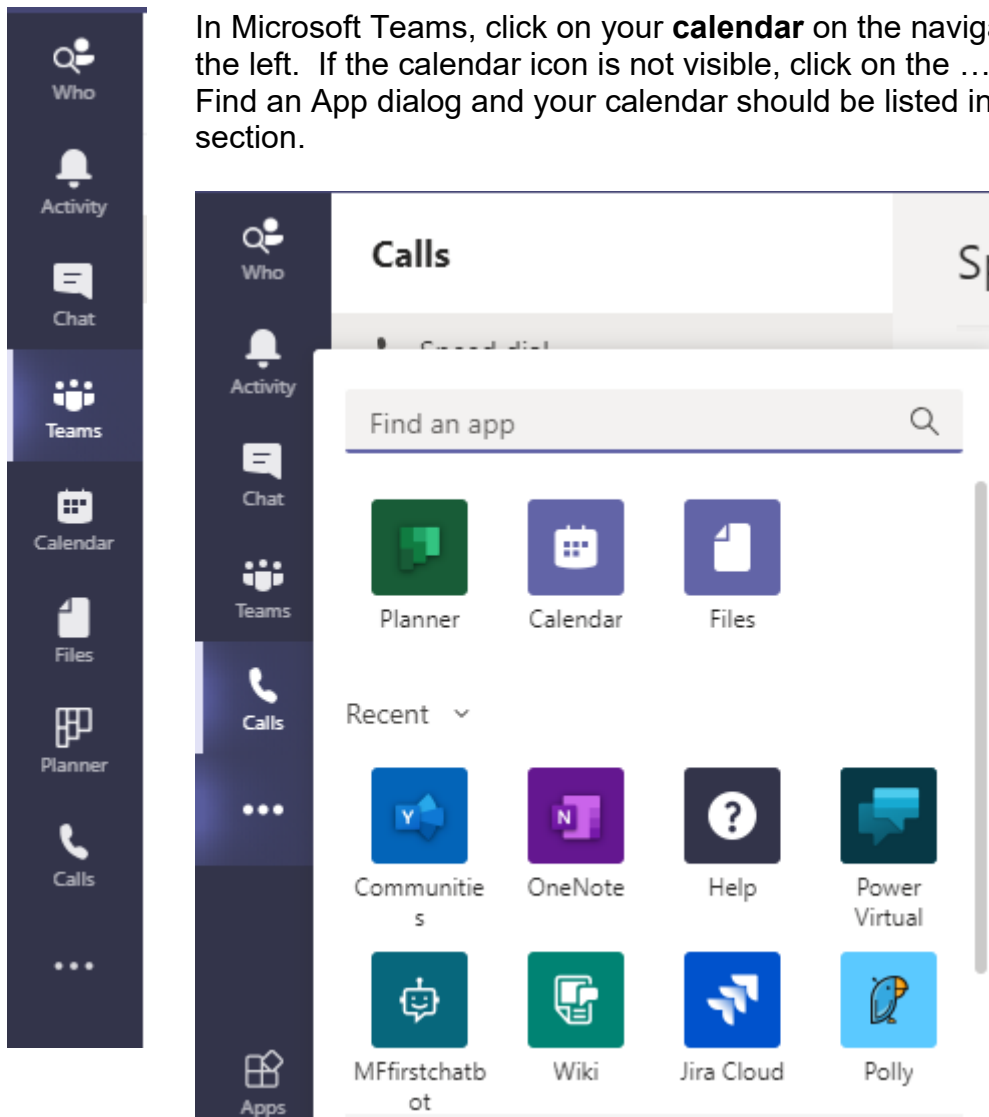 In Microsoft Teams, click on your calendar on the
the left. If the calendar icon is not visible, click on the …
Find an App dialog and your calendar should be listed in
section.
Who
Activity
Chat
Teams
Calendar
Files
Planner
Calls
...
Who
Activity
Chat
Teams
Calls
...
Apps
Calls
Speed dial
Find an app
Planner
Calendar
Files
Recent
Y
N
?
Communitie
s
OneNote
Help
Power
Virtual
MFfirstchatb
ot
Wiki
Jira Cloud
Polly